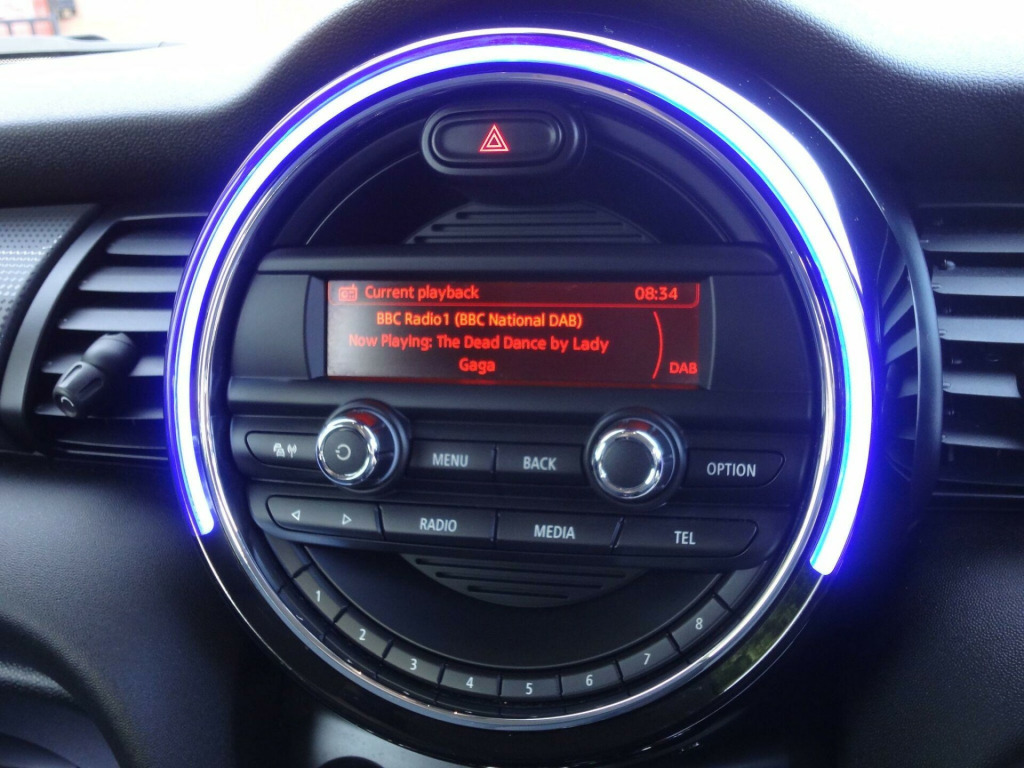 Current playback 08:34
BBC Radio1 (BBC National DAB)
Now Playing: The Dead Dance by Lady
Gaga
DAB
MENU
BACK
OPTION
RADIO
MEDIA
TEL
1
2
3
4
5
6
7
8